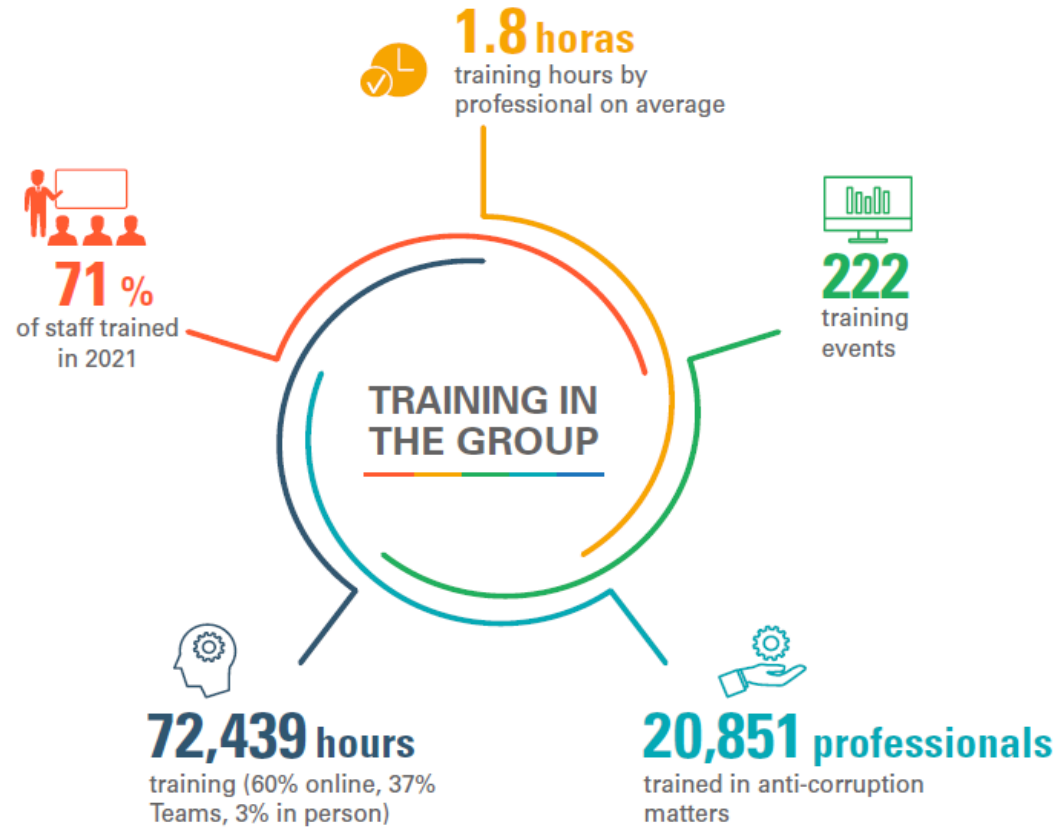 1.8 horas
training hours by
professional on average
71 %
of staff trained
in 2021
222
training
events
TRAINING IN
THE GROUP
72,439 hours
training (60% online, 37%
Teams, 3% in person)
20,851 professionals
trained in anti-corruption
matters